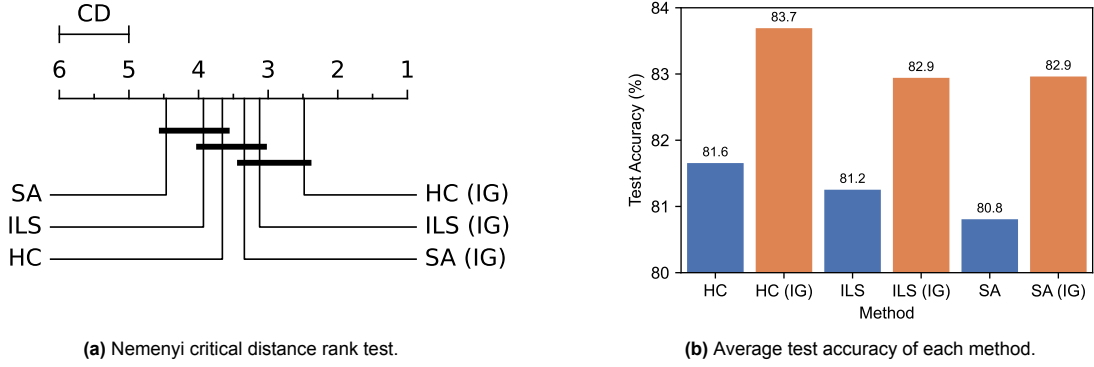 CD
6 5 4 3 2 1
SA
ILS
HC
HC (IG)
ILS (IG)
SA (IG)
(a) Nemenyi critical distance rank test.
Test Accuracy (%)
84
83
82
81
80
81.6
83.7
81.2
82.9
80.8
82.9
HC HC (IG) ILS ILS (IG) SA SA (IG)
Method
(b) Average test accuracy of each method.